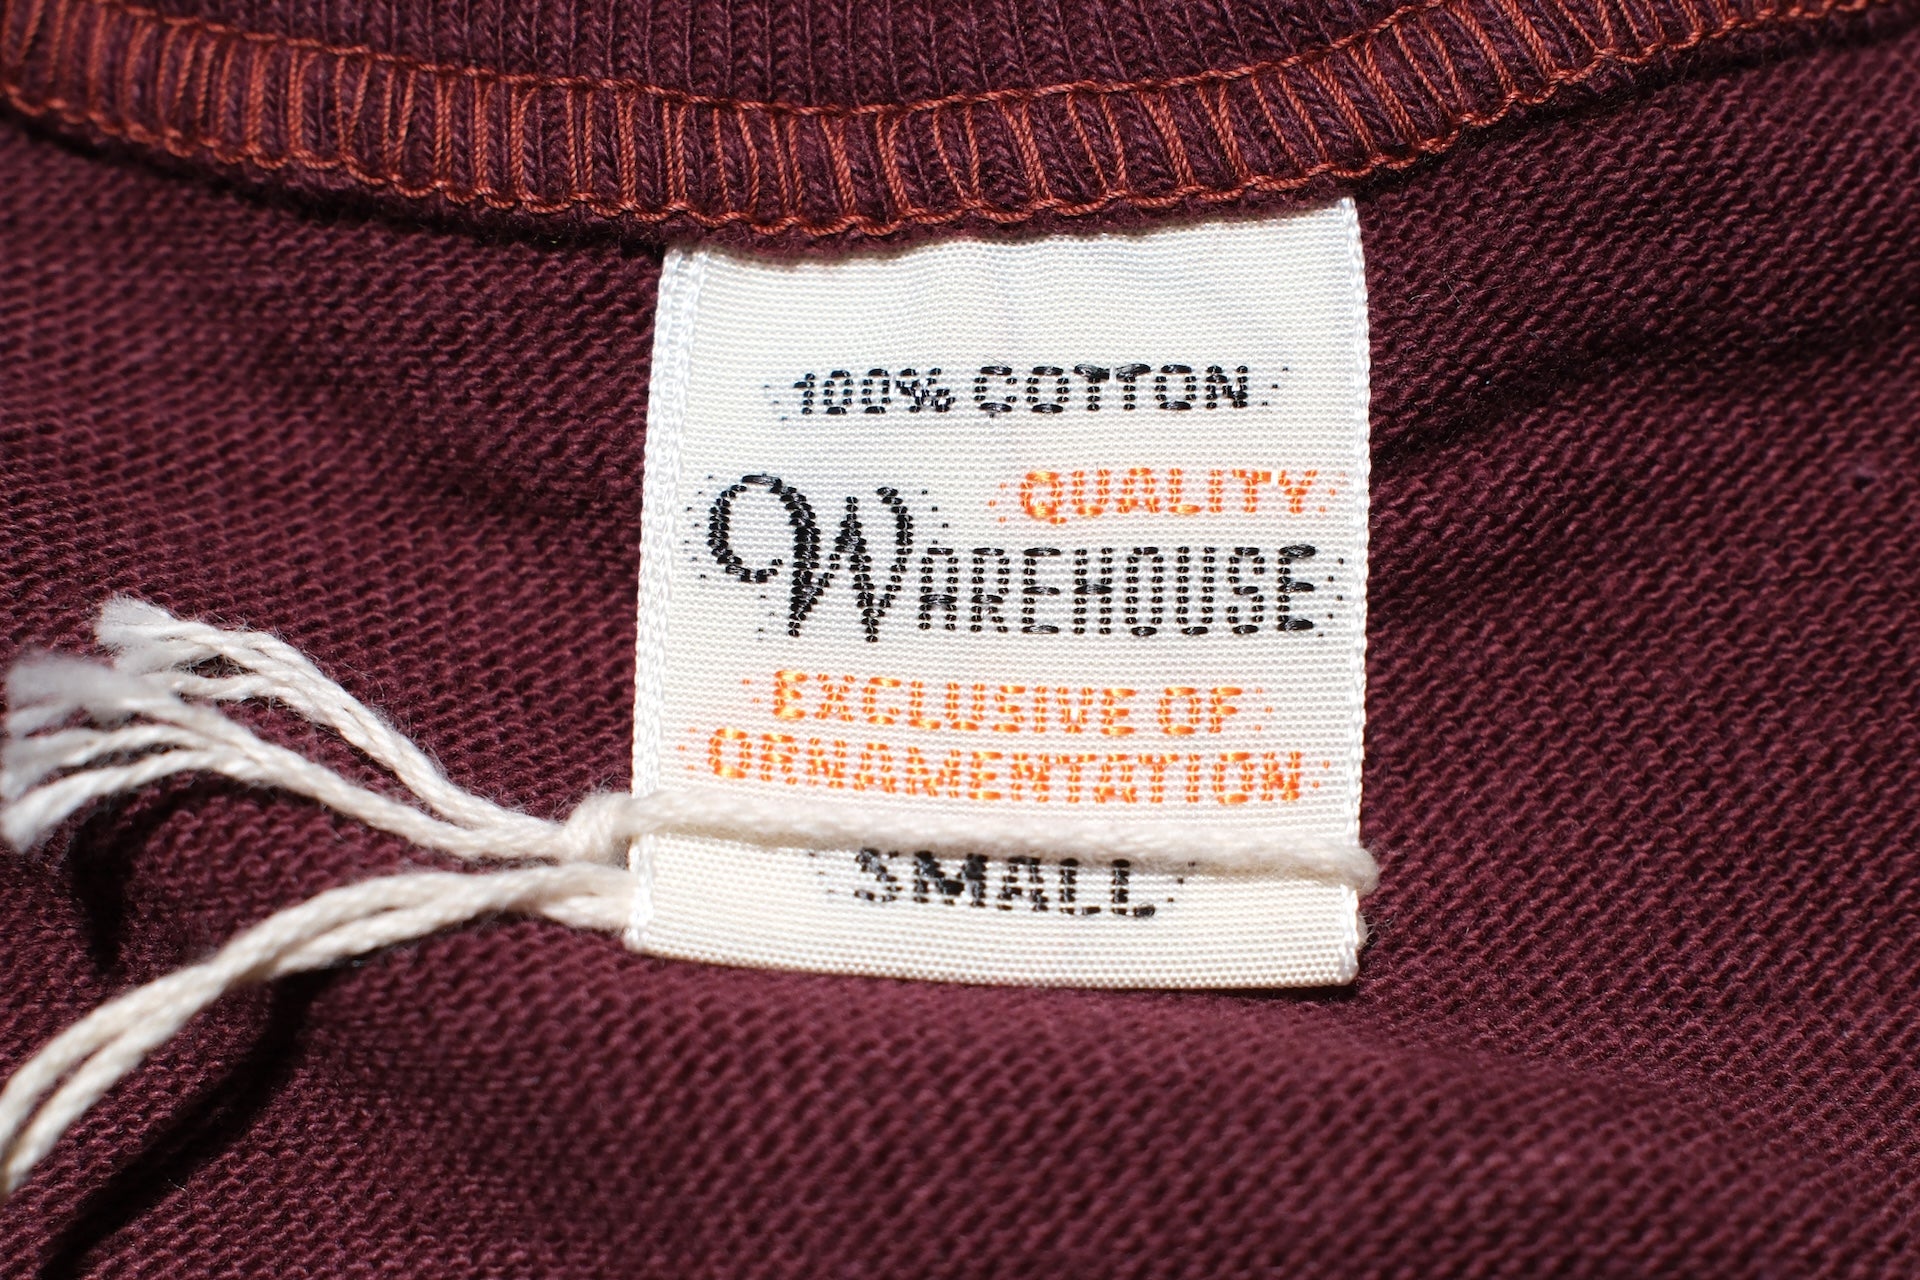 100% COTTON
QUALITY
WAREHOUSE
EXCLUSIVE OF
ORNAMENTATION
SMALL